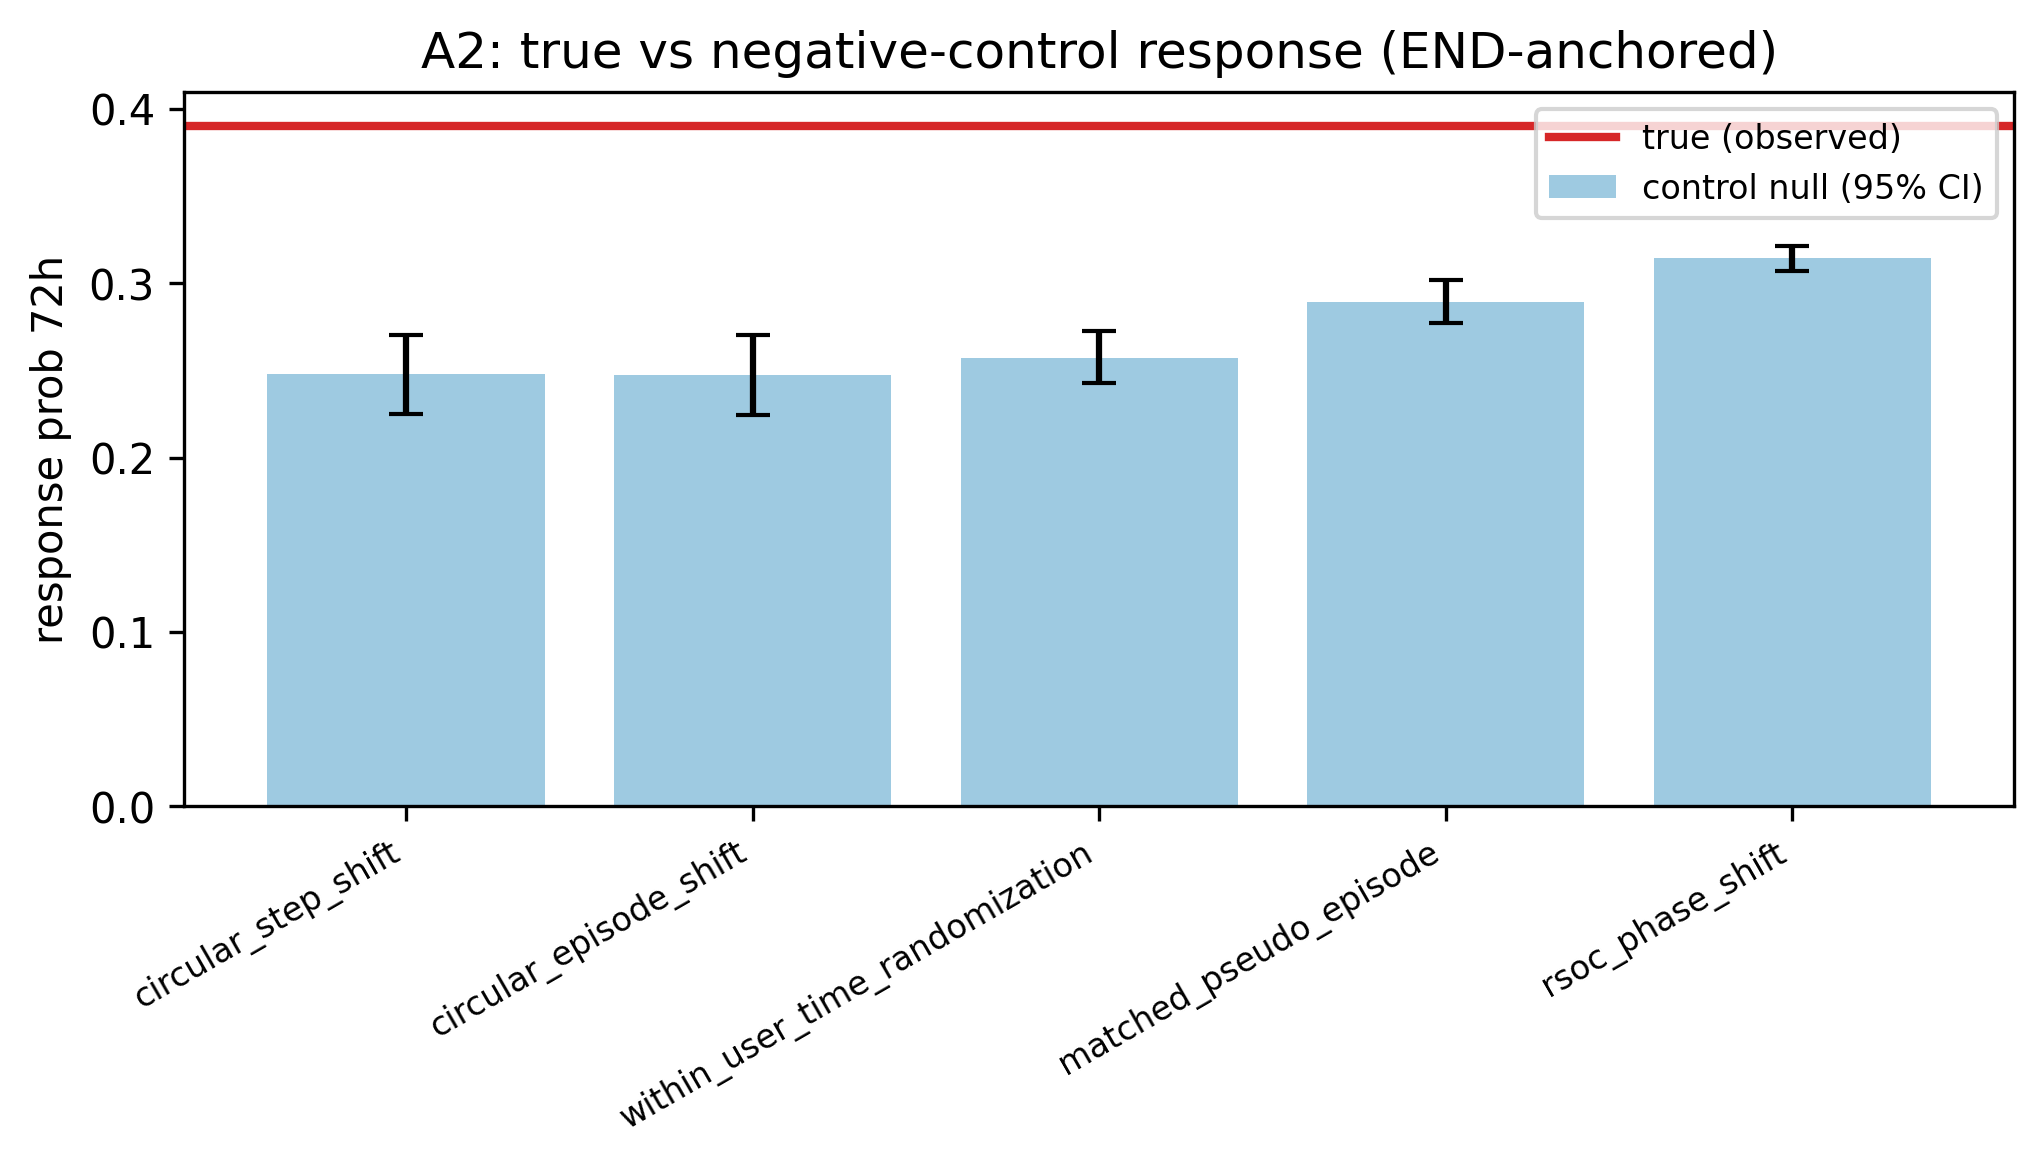 A2: true vs negative-control response (END-anchored)
true (observed)
control null (95% CI)
response prob 72h
0.4
0.3
0.2
0.1
0.0
circular_step_shift
circular_episode_shift
within_user_time_randomization
matched_pseudo_episode
rsoc_phase_shift